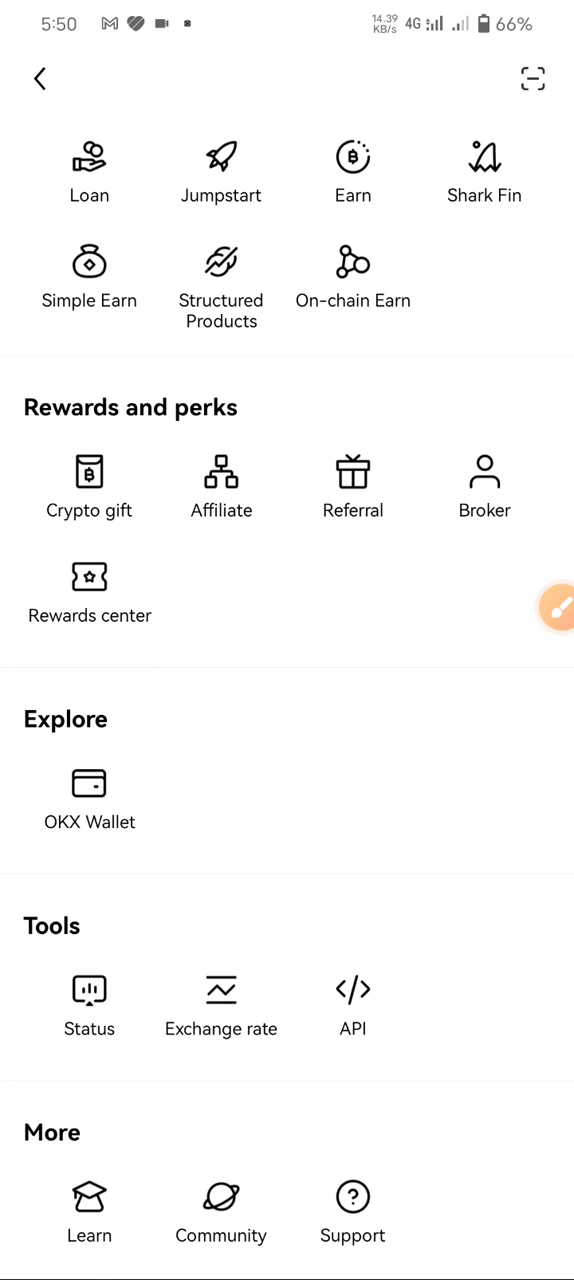 5:50 14.39 KB/s 4G 66%
Loan Jumpstart Earn Shark Fin
Simple Earn Structured Products On-chain Earn
Rewards and perks
Crypto gift Affiliate Referral Broker
Rewards center
Explore
OKX Wallet
Tools
Status Exchange rate API
More
Learn Community Support